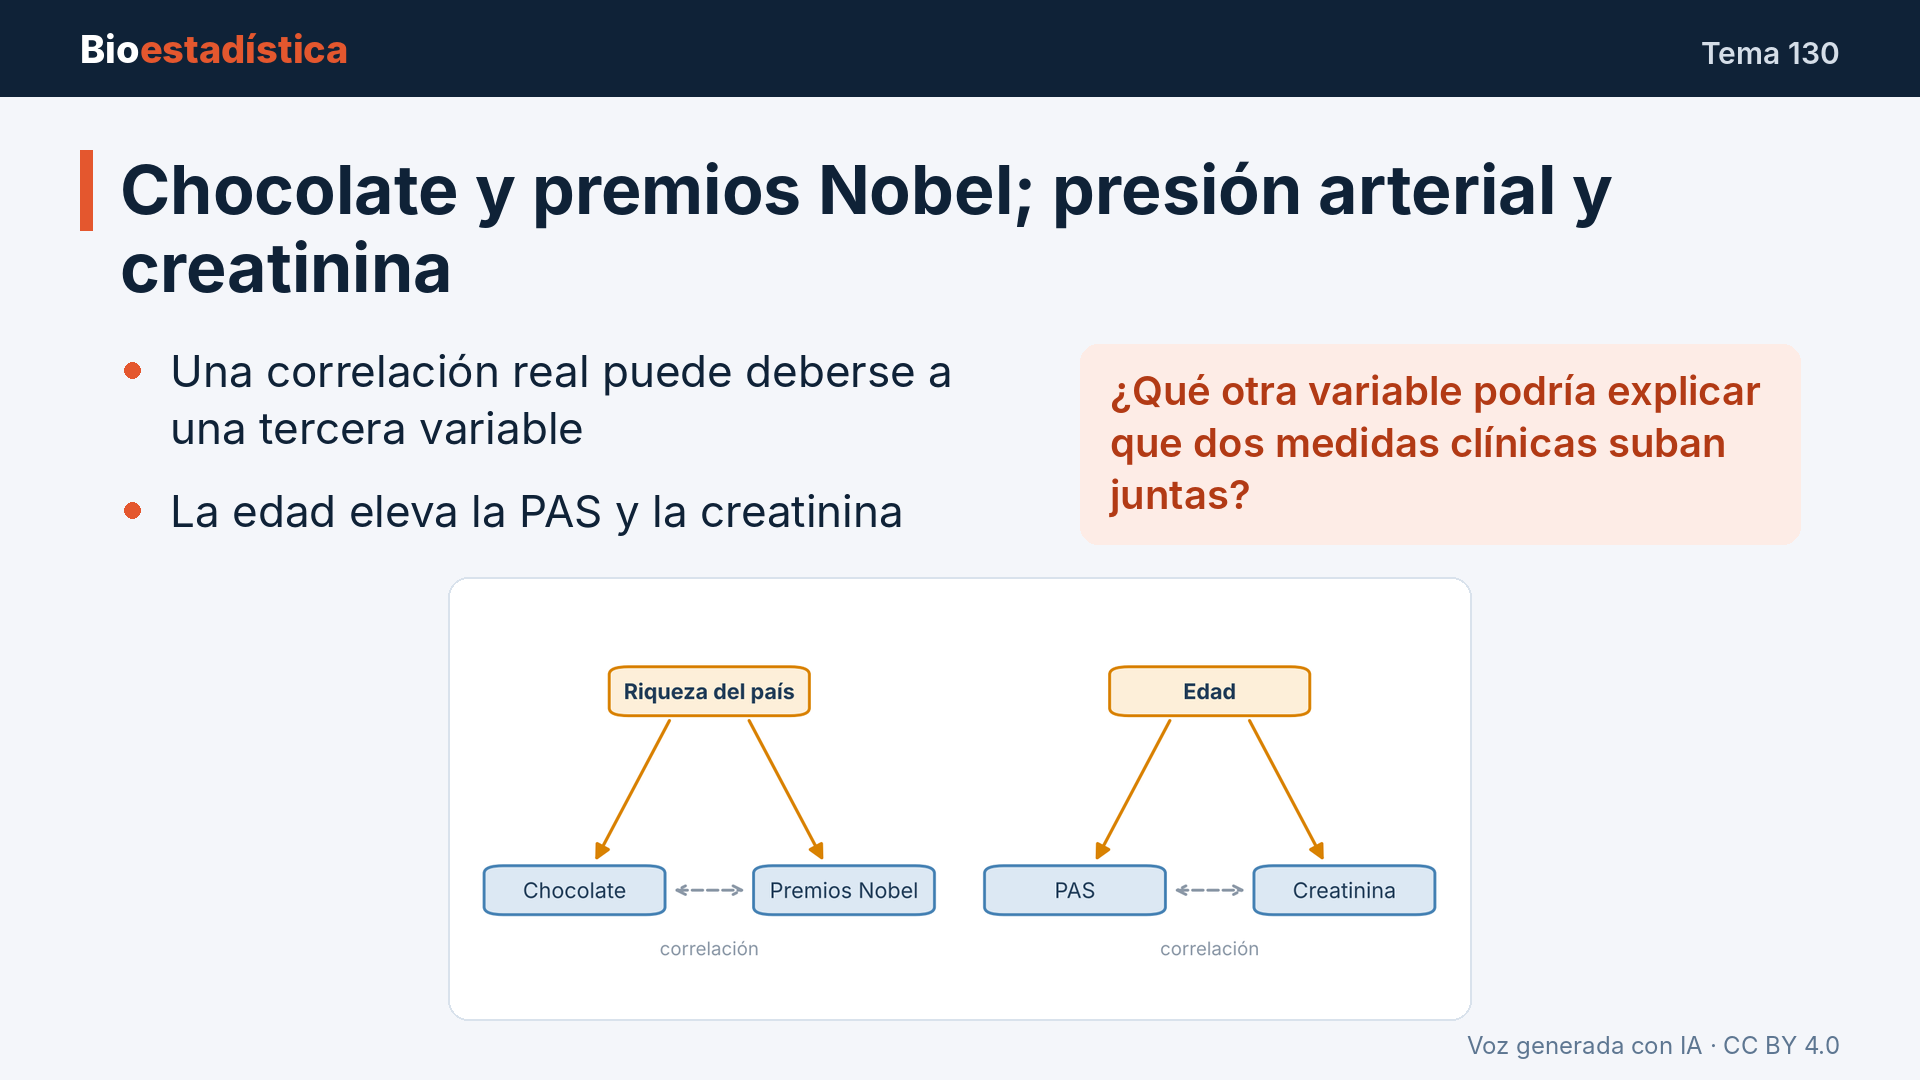 Bioestadística
Tema 130
Chocolate y premios Nobel; presión arterial y
creatinina
Una correlación real puede deberse a
una tercera variable
La edad eleva la PAS y la creatinina
¿Qué otra variable podría explicar
que dos medidas clínicas suban
juntas?
Riqueza del país
Edad
Chocolate
Premios Nobel
PAS
Creatinina
correlación
correlación
Voz generada con IA · CC BY 4.0